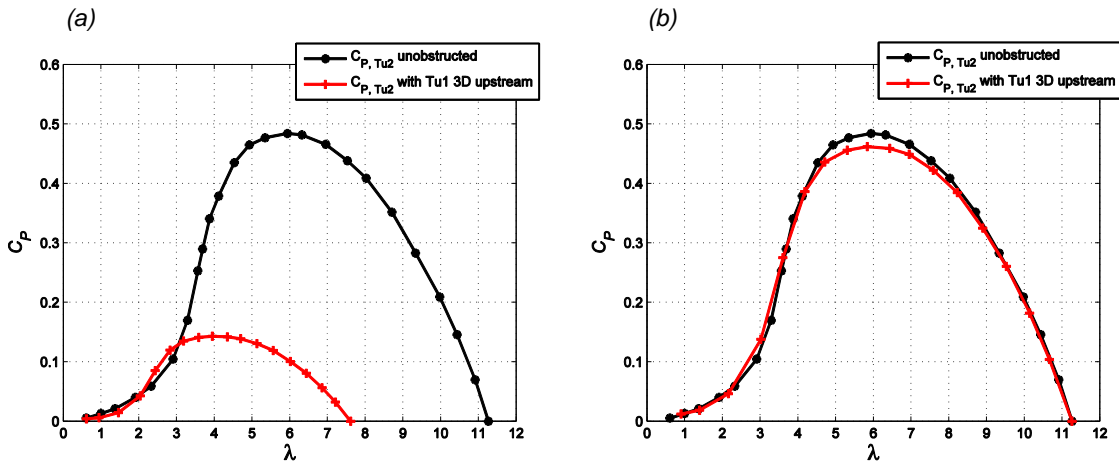 (a)
C_P, Tu2 unobstructed
C_P, Tu2 with Tu1 3D upstream
0.6
0.5
0.4
0.3
0.2
0.1
0
C_P
0 1 2 3 4 5 6 7 8 9 10 11 12
λ
(b)
C_P, Tu2 unobstructed
C_P, Tu2 with Tu1 3D upstream
0.6
0.5
0.4
0.3
0.2
0.1
0
C_P
0 1 2 3 4 5 6 7 8 9 10 11 12
λ